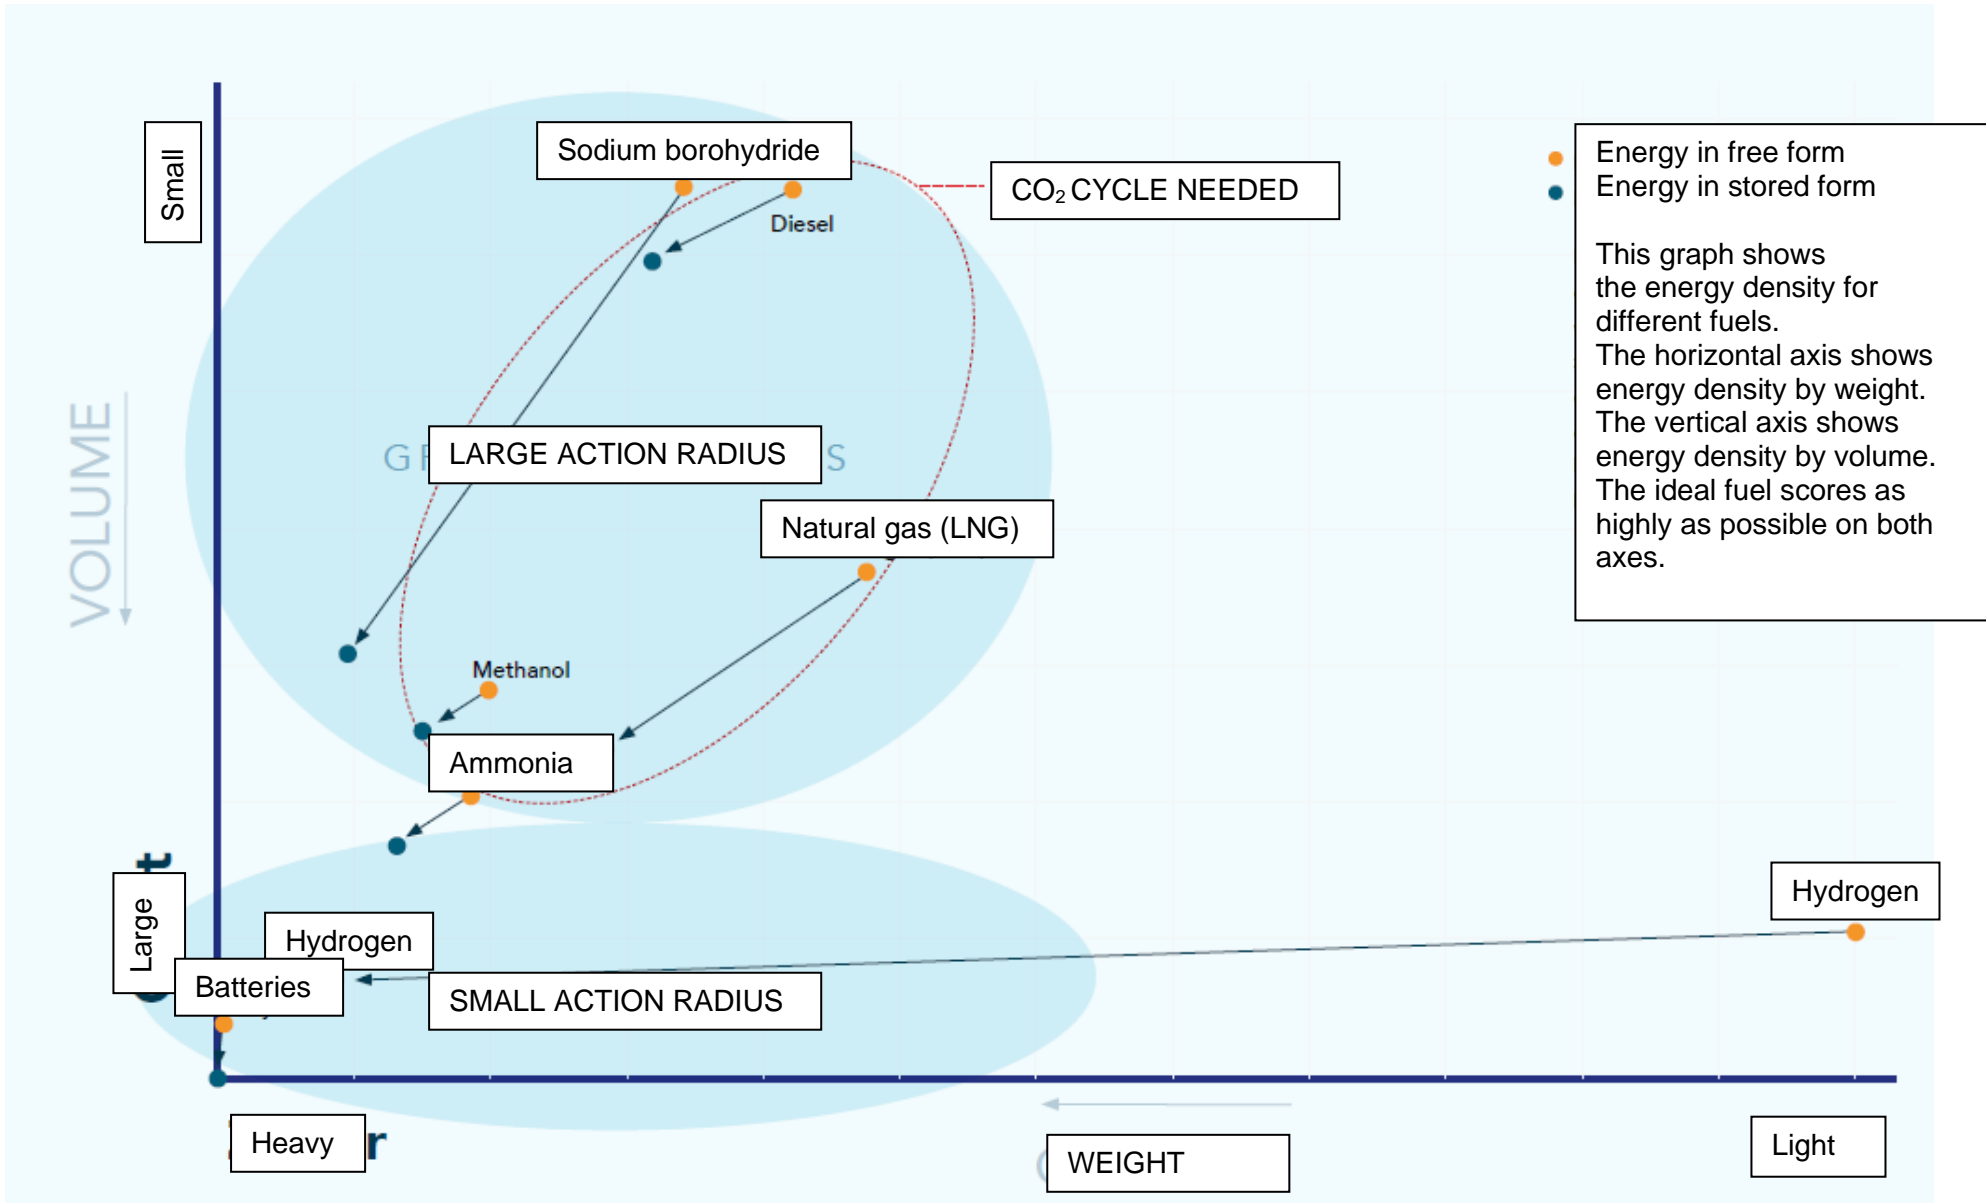 Small
Sodium borohydride
CO₂ CYCLE NEEDED
Energy in free form
Energy in stored form
This graph shows
the energy density for
different fuels.
The horizontal axis shows
energy density by weight.
The vertical axis shows
energy density by volume.
The ideal fuel scores as
highly as possible on both
axes.
Diesel
VOLUME
LARGE ACTION RADIUS
Natural gas (LNG)
Methanol
Ammonia
Large
Hydrogen
Hydrogen
Batteries
SMALL ACTION RADIUS
Heavy
WEIGHT
Light